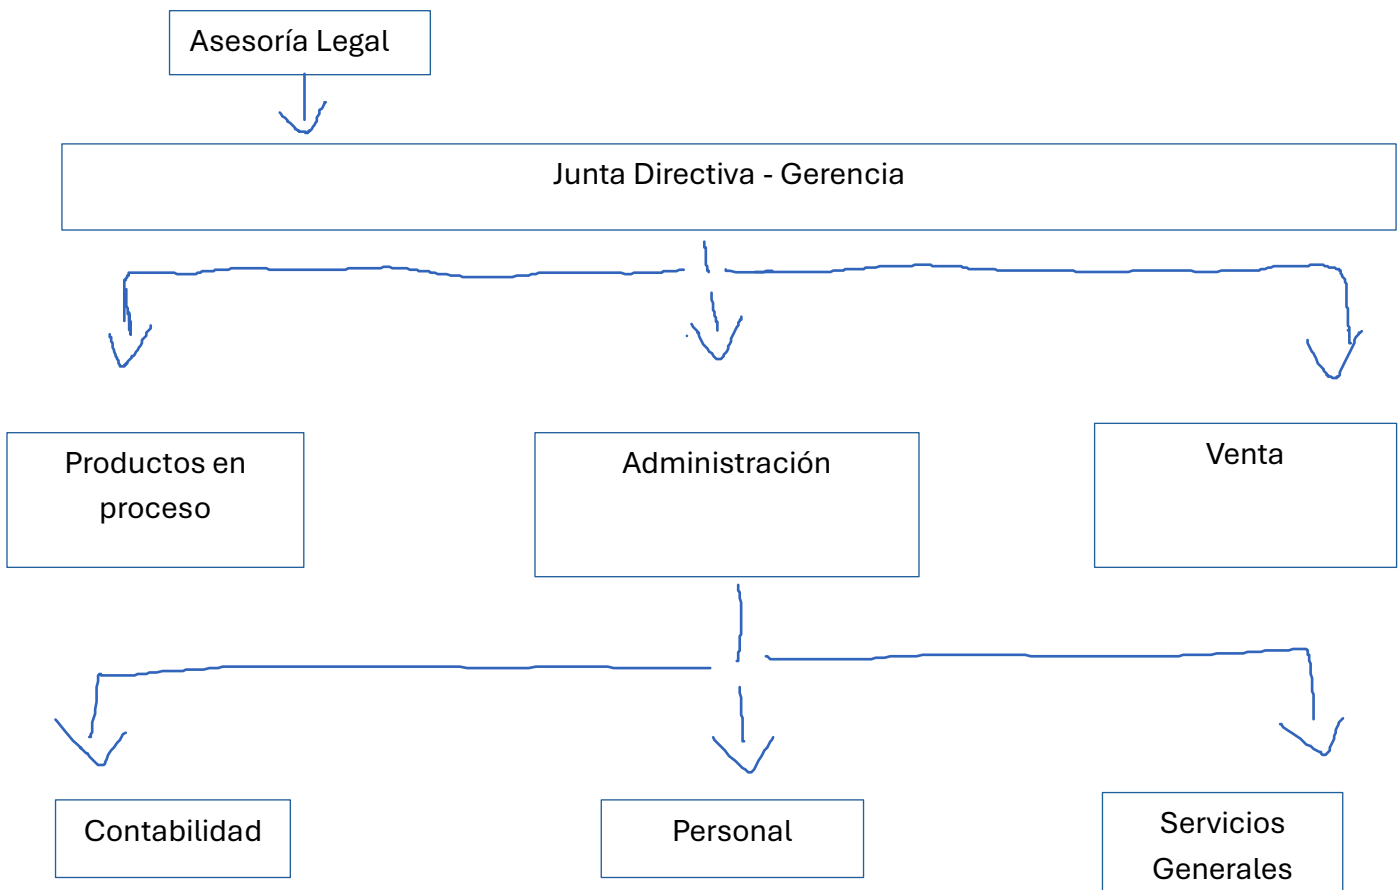 Asesoría Legal
Junta Directiva - Gerencia
Productos en
proceso
Administración
Venta
Contabilidad
Personal
Servicios
Generales